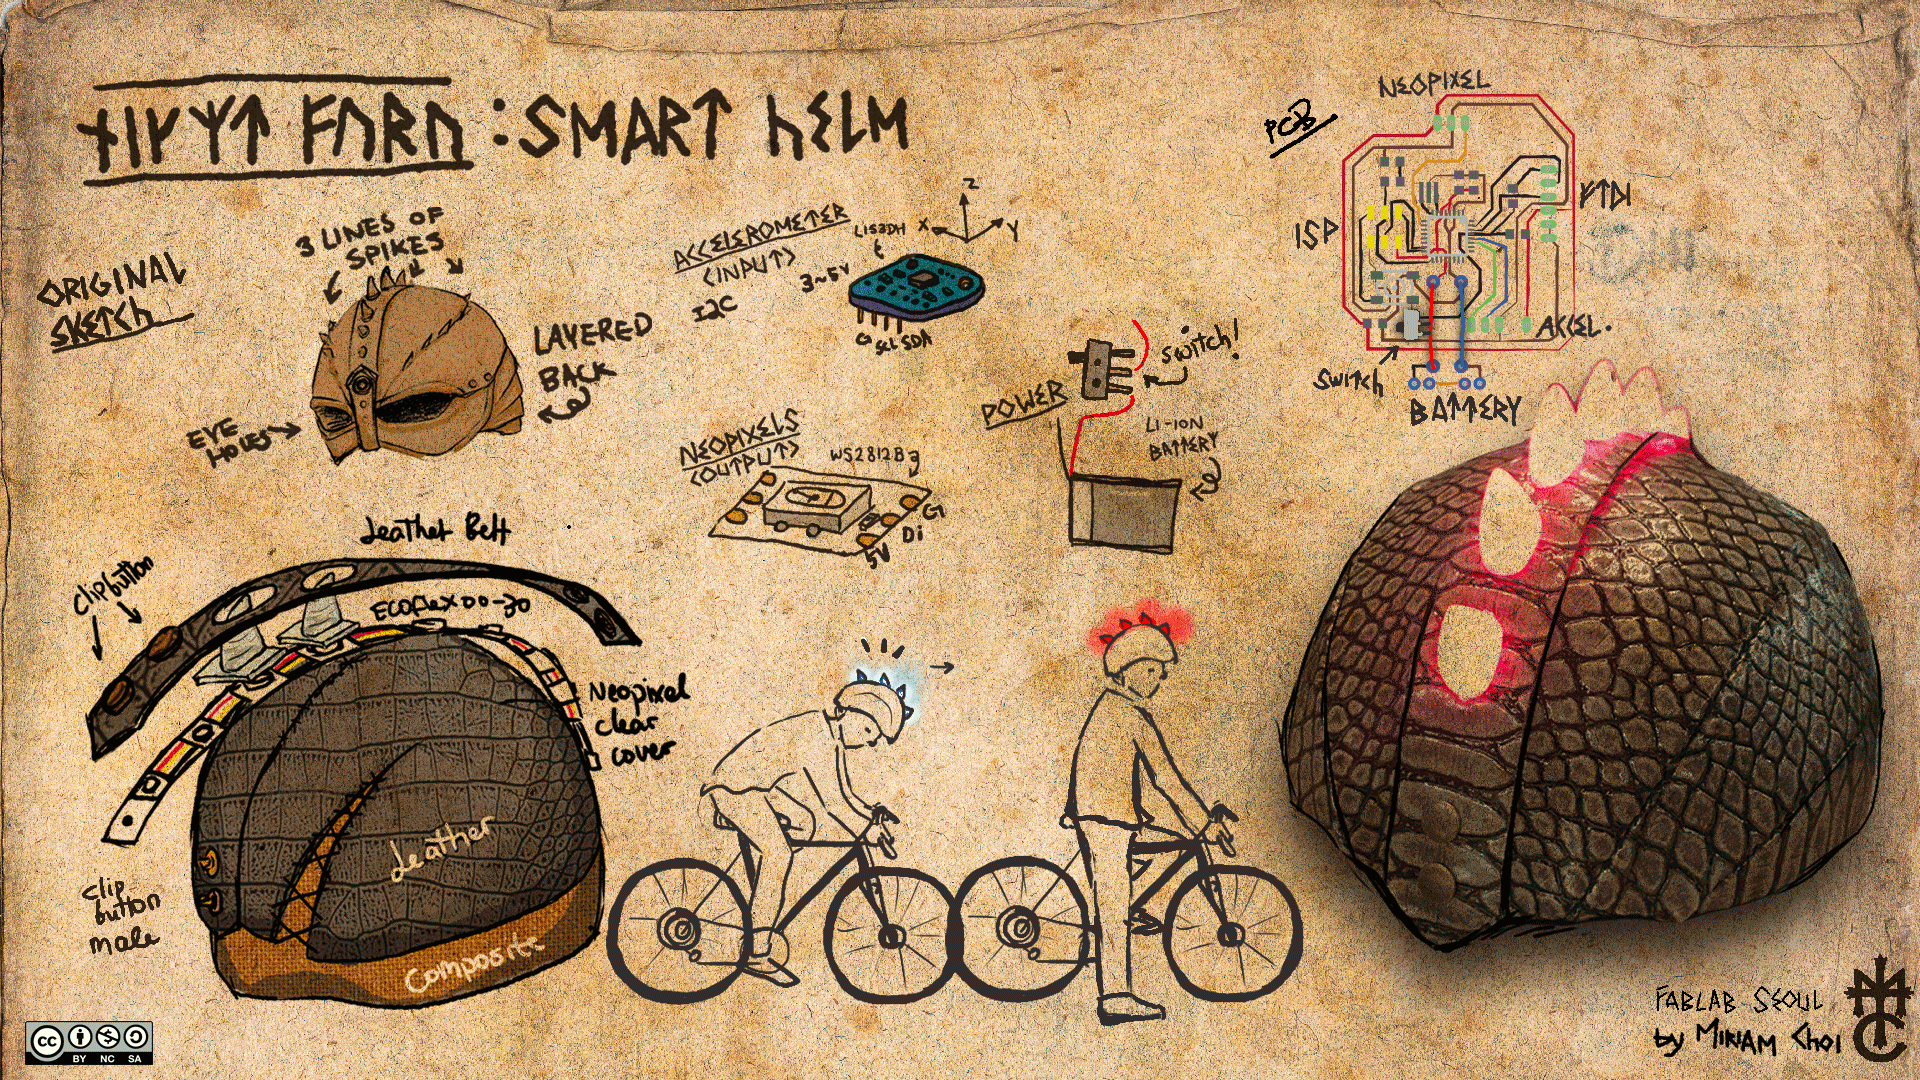 : SMART HELM
ORIGINAL
SKETCH
3 LINES OF
SPIKES
EYE
HOLES
LAYERED
BACK
ACCELEROMETER
<INPUT>
I2C
LIS3DH
3~5V
SCL SDA
X
Y
Z
NEOPIXELS
<OUTPUT>
WS2812B
G
Di
5V
POWER
switch!
LI-ION
BATTERY
PCB
NEOPIXEL
ISP
FTDI
ACCEL.
Switch
BATTERY
Leather Belt
Clip button
Ecoflex 00-30
Neopixel
clear
cover
Leather
Composite
clip
button
male
FABLAB SEOUL
by MIRIAM CHOI
MC
cc
BY NC SA